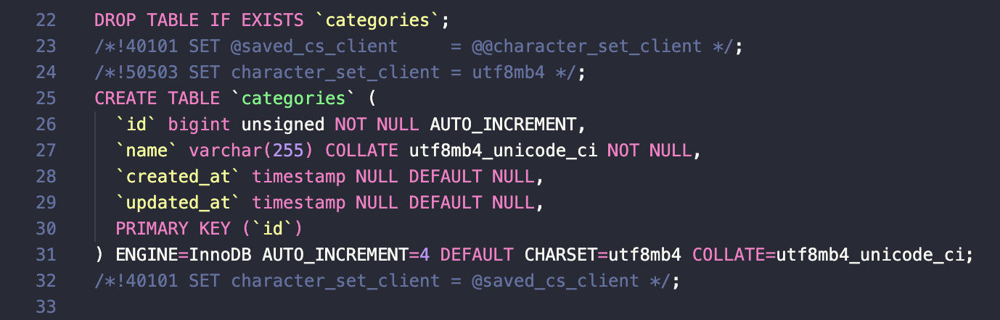 22 DROP TABLE IF EXISTS `categories`;
23 /*!40101 SET @saved_cs_client     = @@character_set_client */;
24 /*!50503 SET character_set_client = utf8mb4 */;
25 CREATE TABLE `categories` (
26   `id` bigint unsigned NOT NULL AUTO_INCREMENT,
27   `name` varchar(255) COLLATE utf8mb4_unicode_ci NOT NULL,
28   `created_at` timestamp NULL DEFAULT NULL,
29   `updated_at` timestamp NULL DEFAULT NULL,
30   PRIMARY KEY (`id`)
31 ) ENGINE=InnoDB AUTO_INCREMENT=4 DEFAULT CHARSET=utf8mb4 COLLATE=utf8mb4_unicode_ci;
32 /*!40101 SET character_set_client = @saved_cs_client */;
33